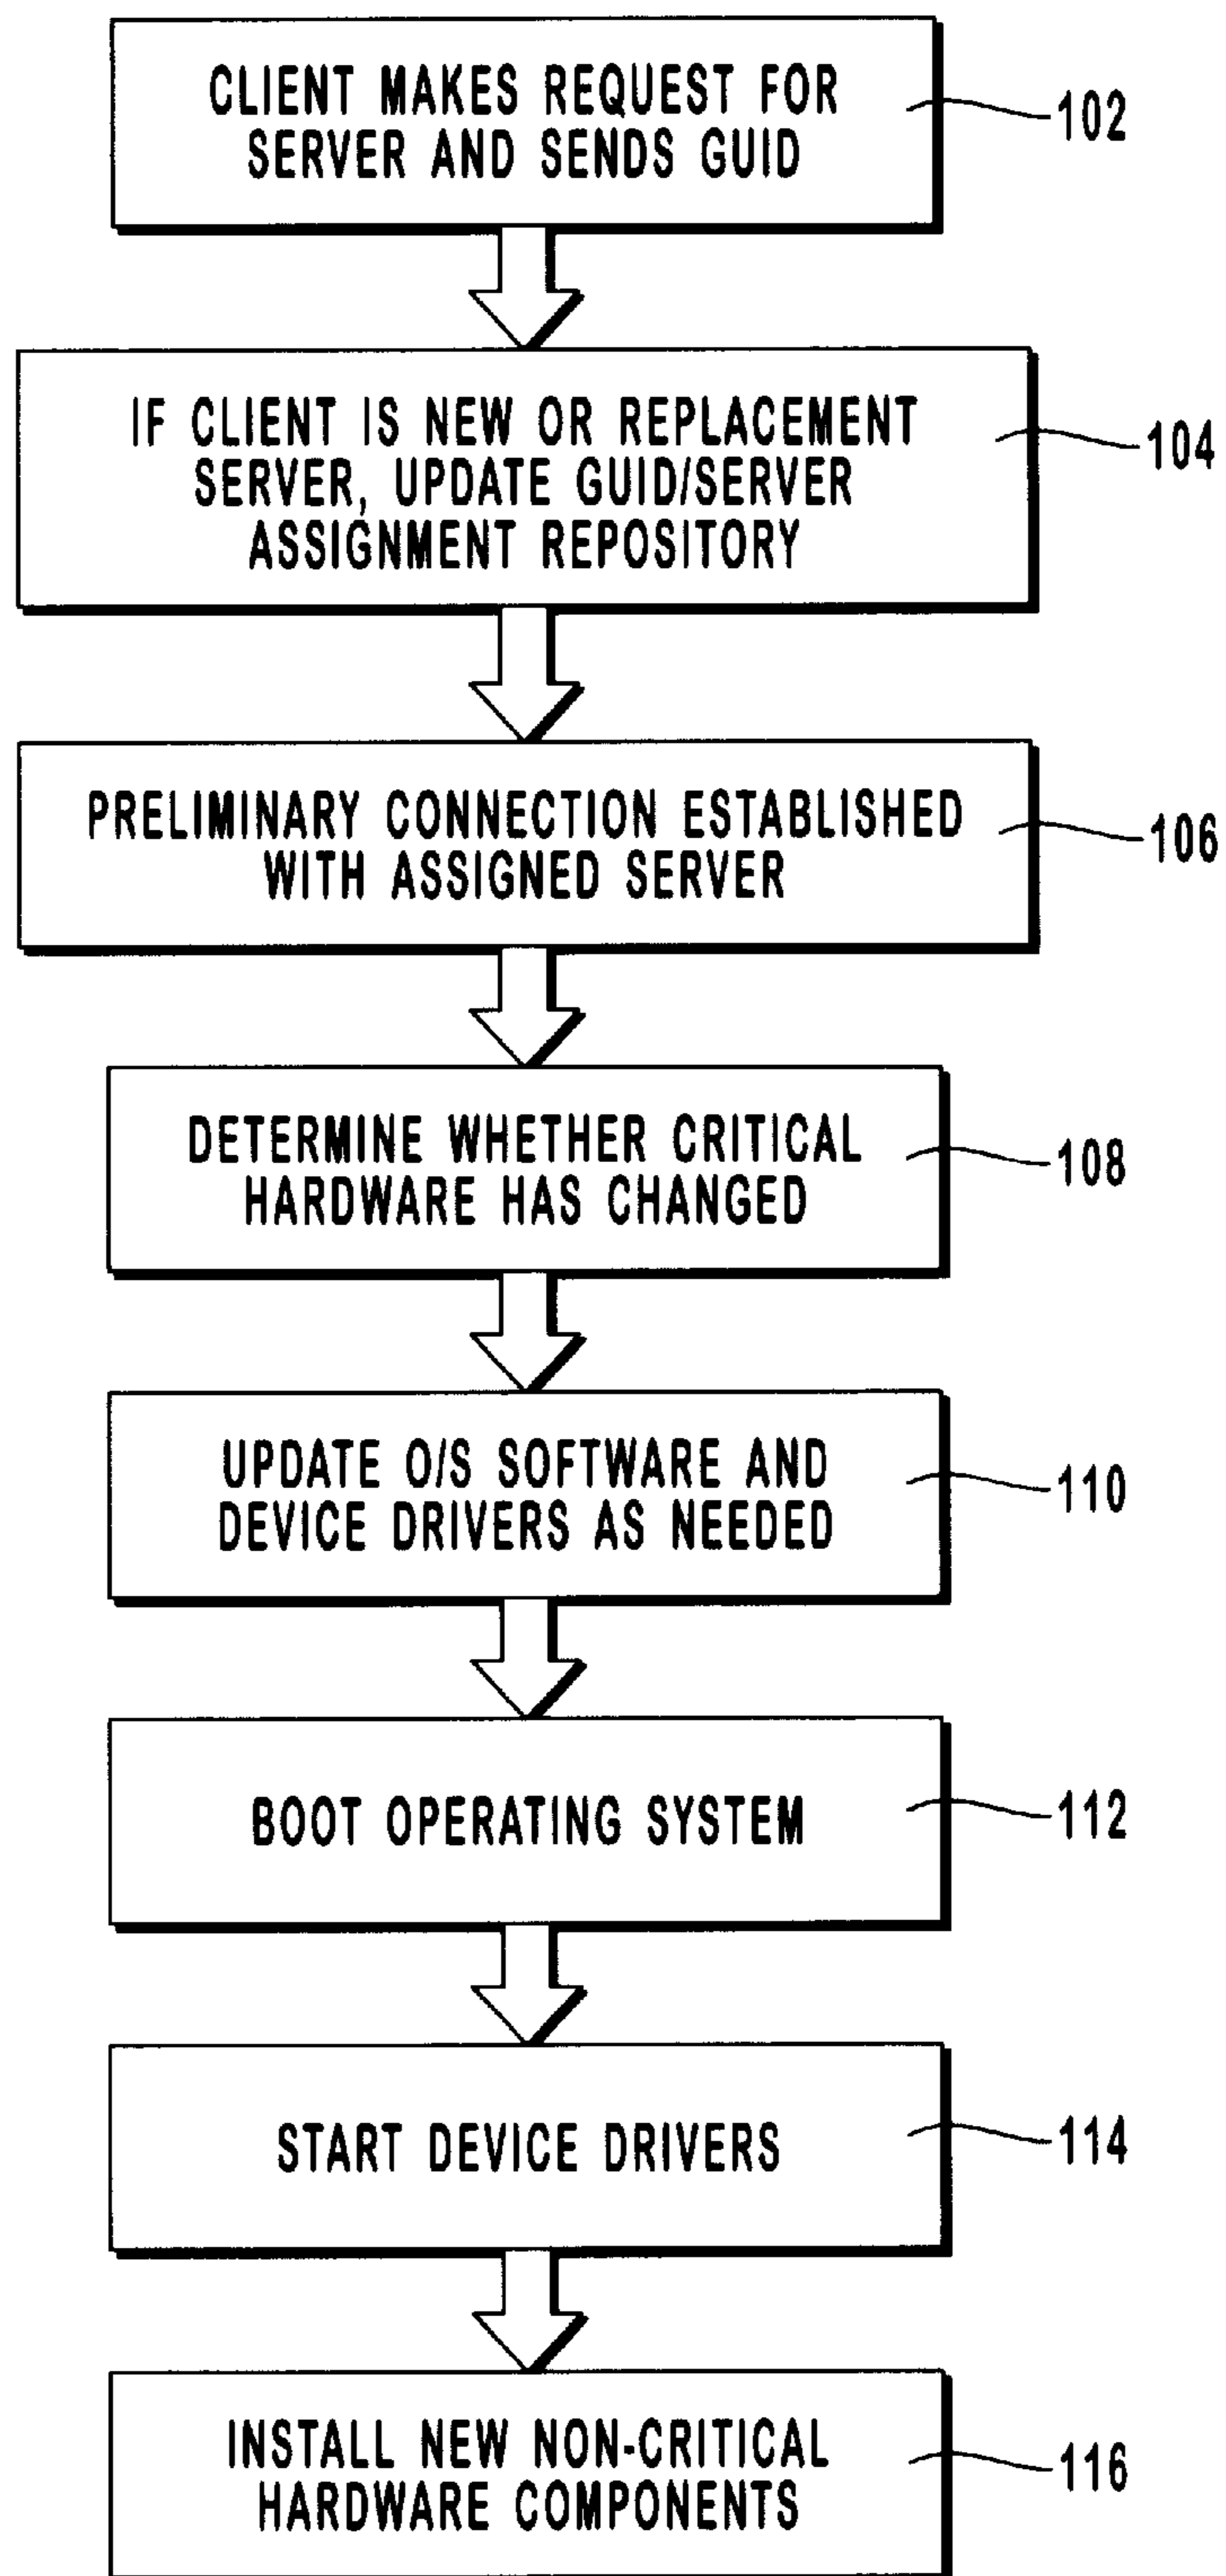 CLIENT MAKES REQUEST FOR
SERVER AND SENDS GUID
102
IF CLIENT IS NEW OR REPLACEMENT
SERVER, UPDATE GUID/SERVER
ASSIGNMENT REPOSITORY
104
PRELIMINARY CONNECTION ESTABLISHED
WITH ASSIGNED SERVER
106
DETERMINE WHETHER CRITICAL
HARDWARE HAS CHANGED
108
UPDATE O/S SOFTWARE AND
DEVICE DRIVERS AS NEEDED
110
BOOT OPERATING SYSTEM
112
START DEVICE DRIVERS
114
INSTALL NEW NON-CRITICAL
HARDWARE COMPONENTS
116